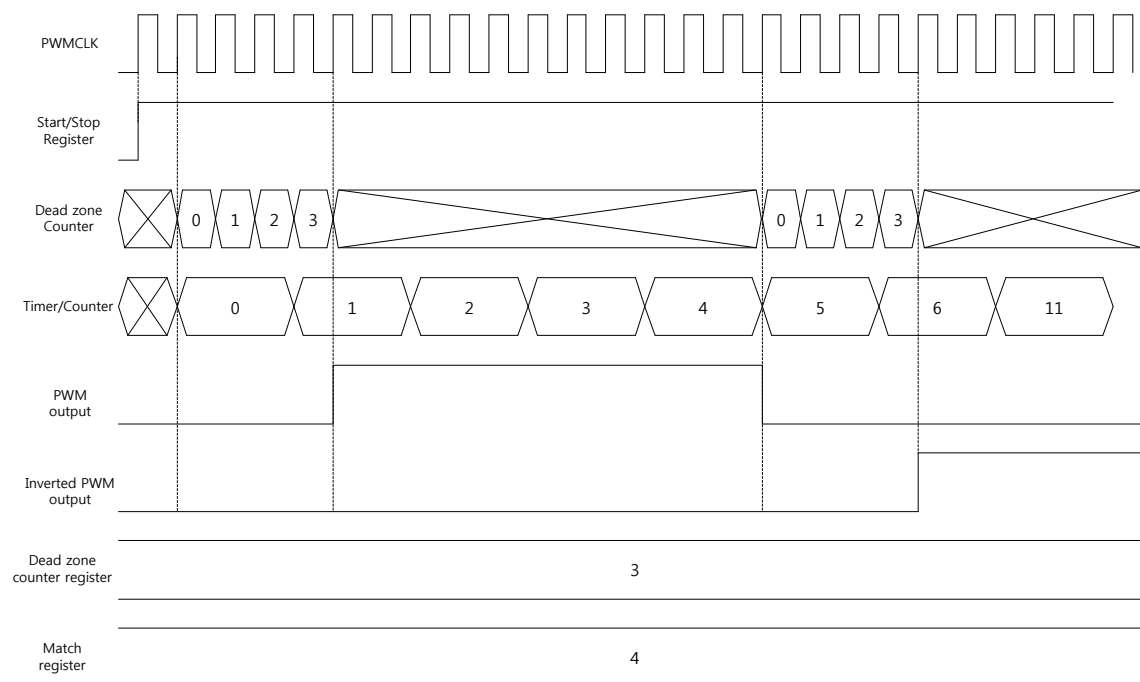 PWMCLK
Start/Stop
Register
Dead zone
Counter
0 1 2 3 0 1 2 3
Timer/Counter 0 1 2 3 4 5 6 11
PWM
output
Inverted PWM
output
Dead zone
counter register
3
Match
register
4